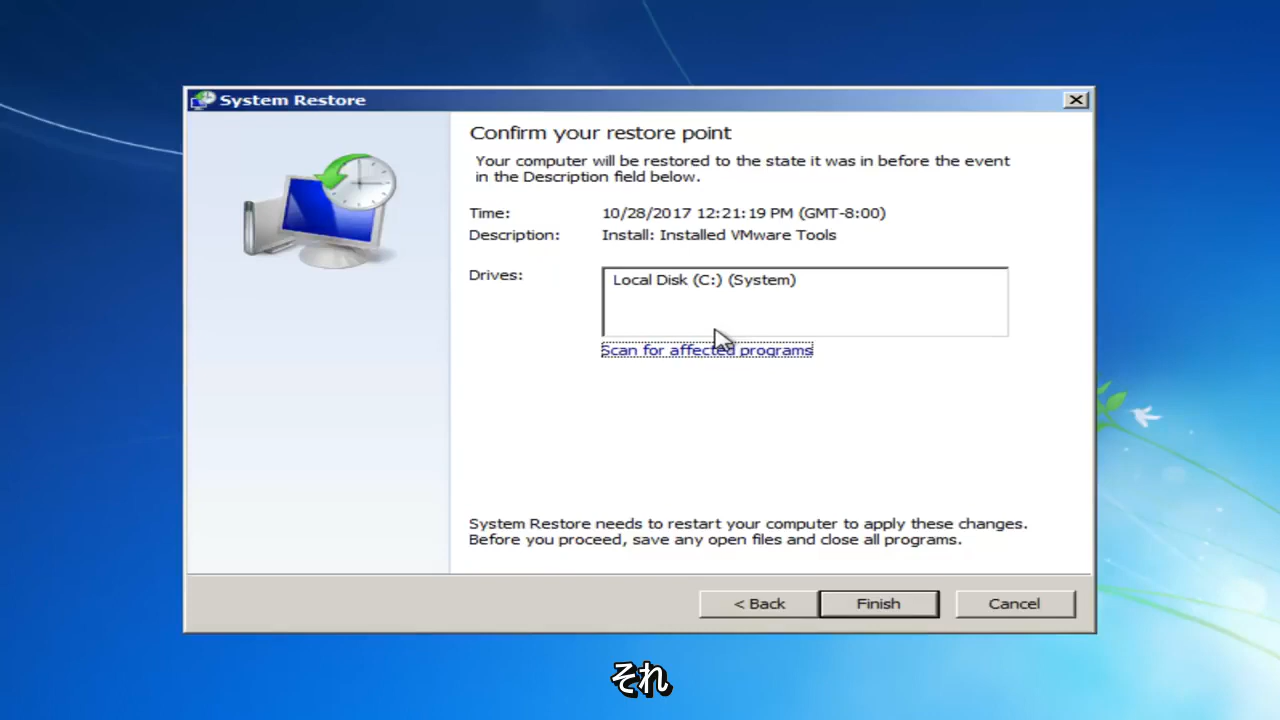 System Restore
Confirm your restore point
Your computer will be restored to the state it was in before the event
in the Description field below.
Time: 10/28/2017 12:21:19 PM (GMT-8:00)
Description: Install: Installed VMware Tools
Drives: Local Disk (C:) (System)
Scan for affected programs
System Restore needs to restart your computer to apply these changes.
Before you proceed, save any open files and close all programs.
< Back Finish Cancel
それ